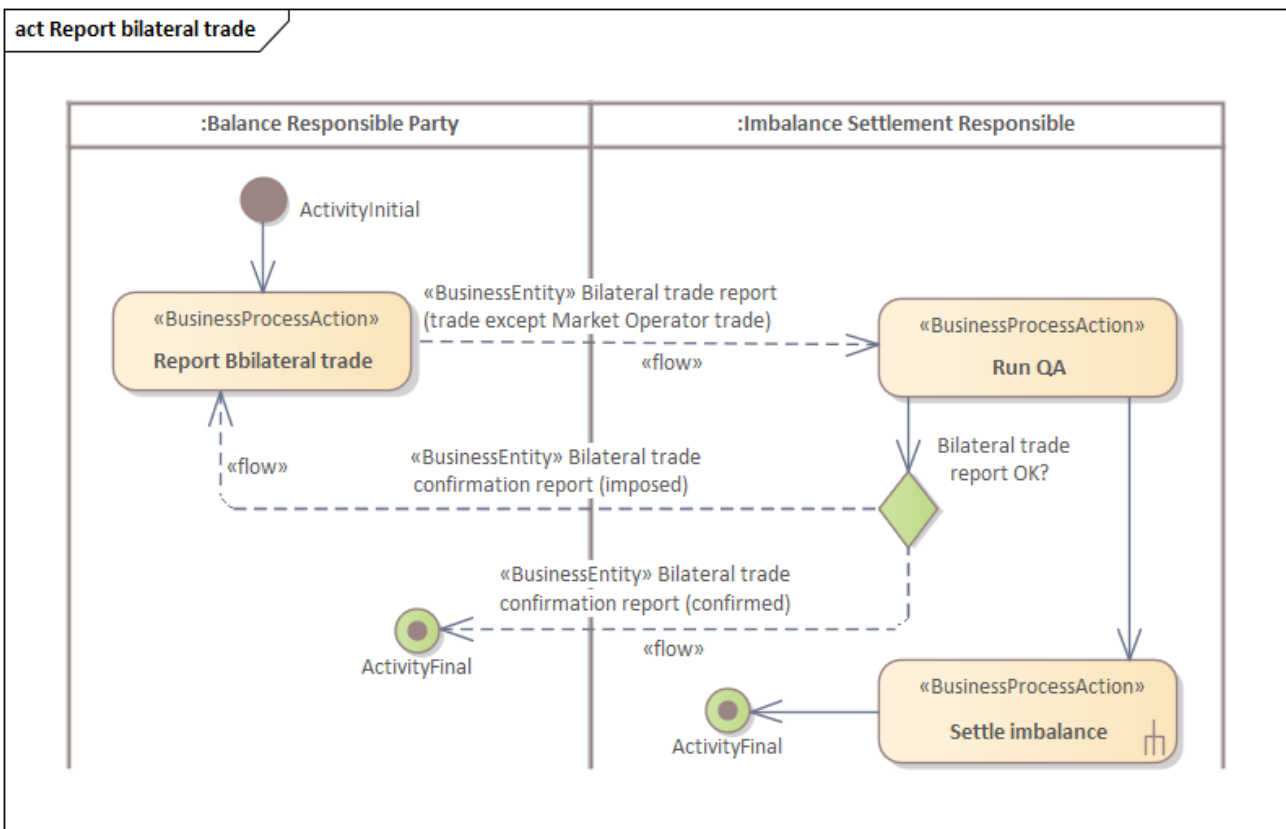 act Report bilateral trade
:Balance Responsible Party
:Imbalance Settlement Responsible
ActivityInitial
«BusinessProcessAction»
Report Bbilateral trade
«BusinessEntity» Bilateral trade report
(trade except Market Operator trade)
«flow»
«BusinessProcessAction»
Run QA
Bilateral trade
report OK?
«BusinessEntity» Bilateral trade
confirmation report (imposed)
«flow»
«BusinessEntity» Bilateral trade
confirmation report (confirmed)
«flow»
ActivityFinal
«BusinessProcessAction»
Settle imbalance
ActivityFinal